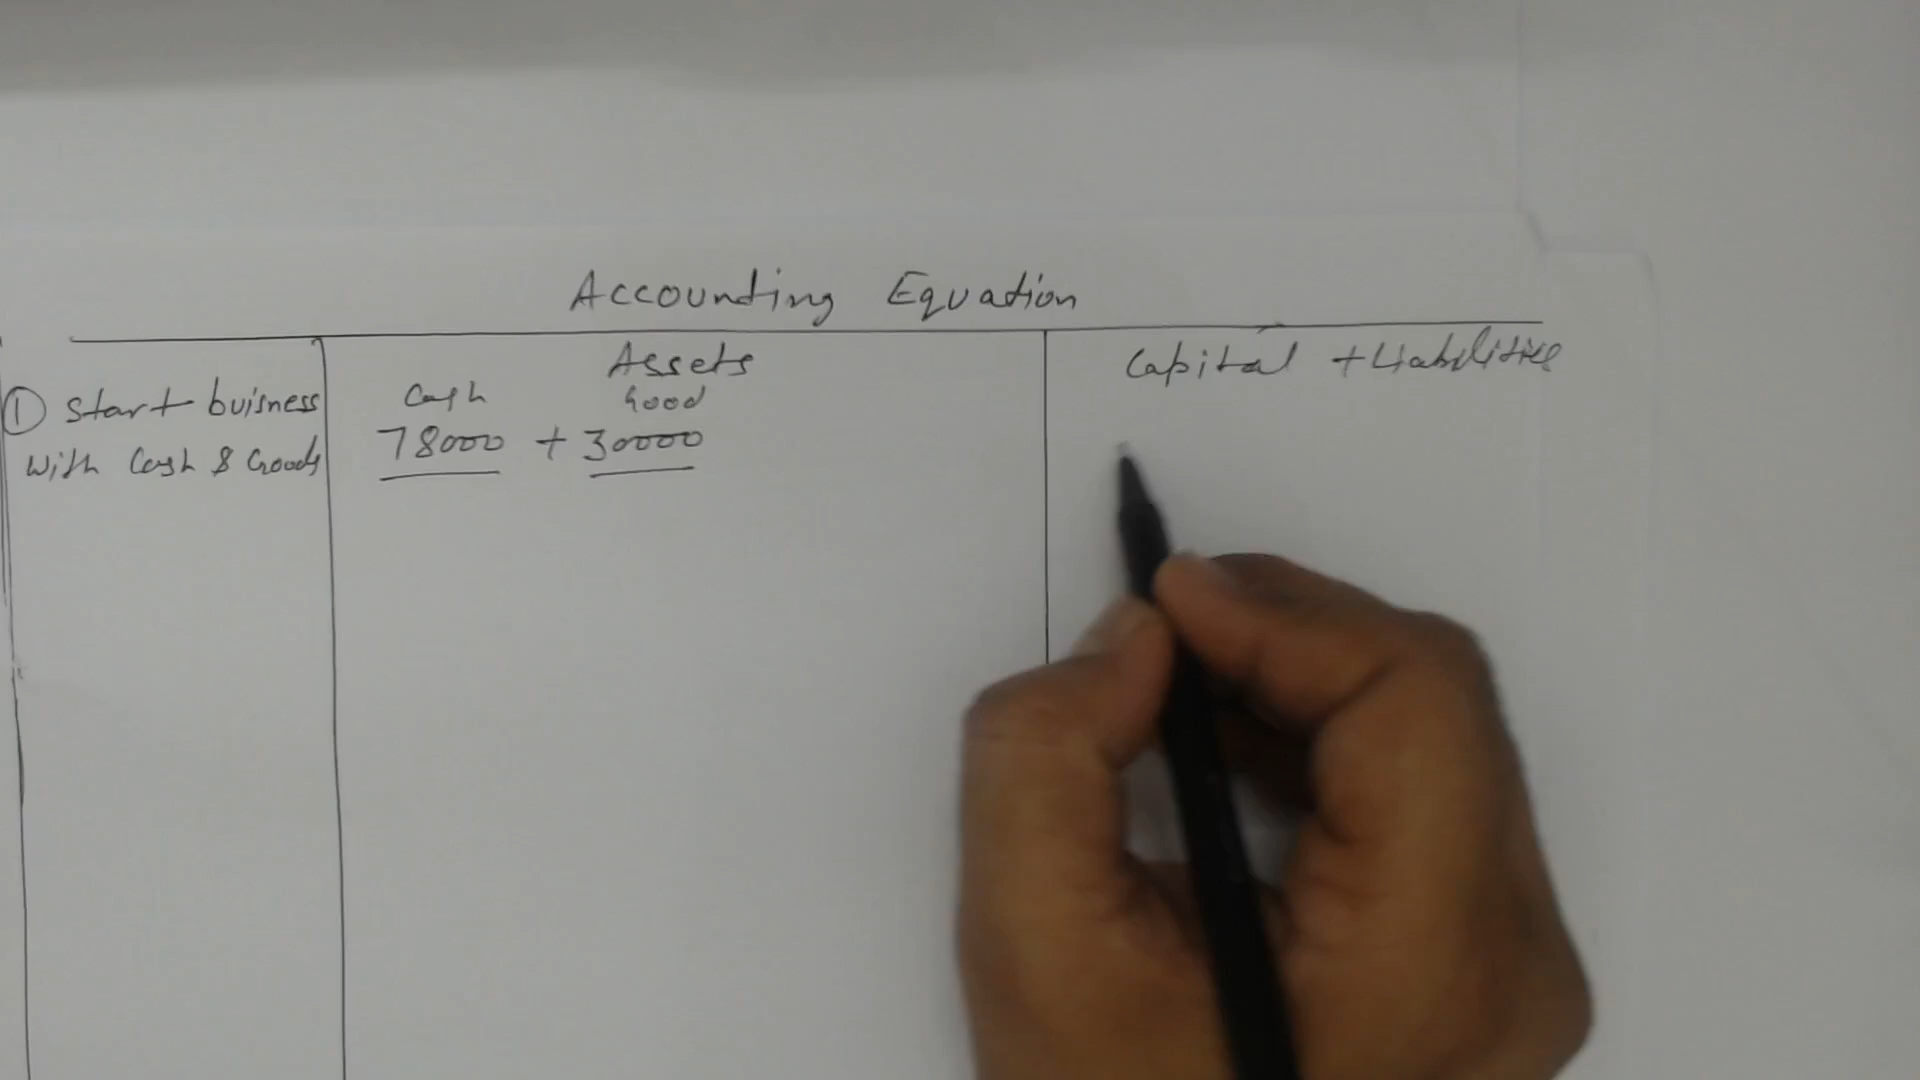 Accounting Equation
Assets
Capital + Liabilities
① Start buisness
with Cash & Goods
Cash Good
78000 + 30000